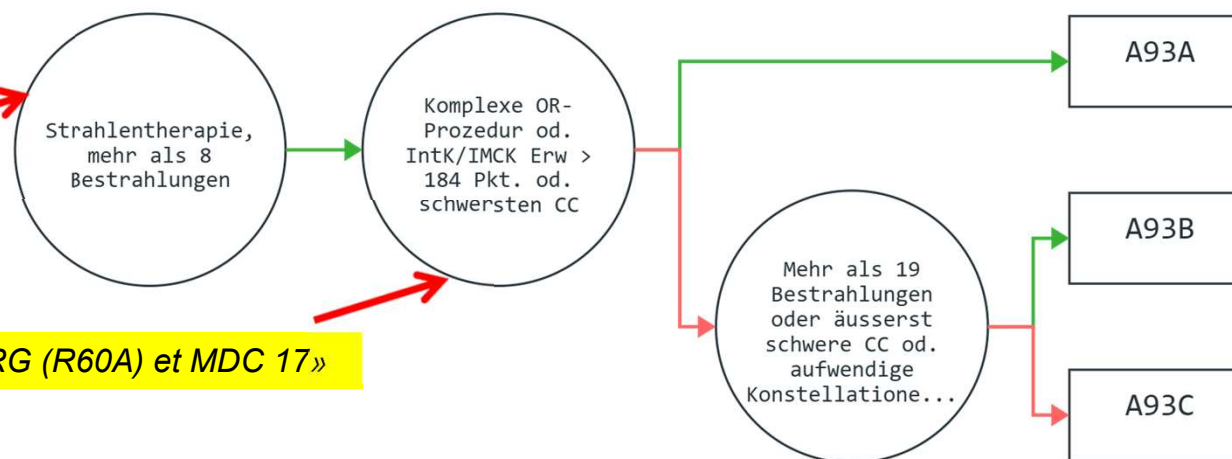 Strahlentherapie,
mehr als 8
Bestrahlungen
Komplexe OR-
Prozedur od.
IntK/IMCK Erw >
184 Pkt. od.
schwersten CC
A93A
Mehr als 19
Bestrahlungen
oder äusserst
schwere CC od.
aufwendige
Konstellatione...
A93B
A93C
RG (R60A) et MDC 17»